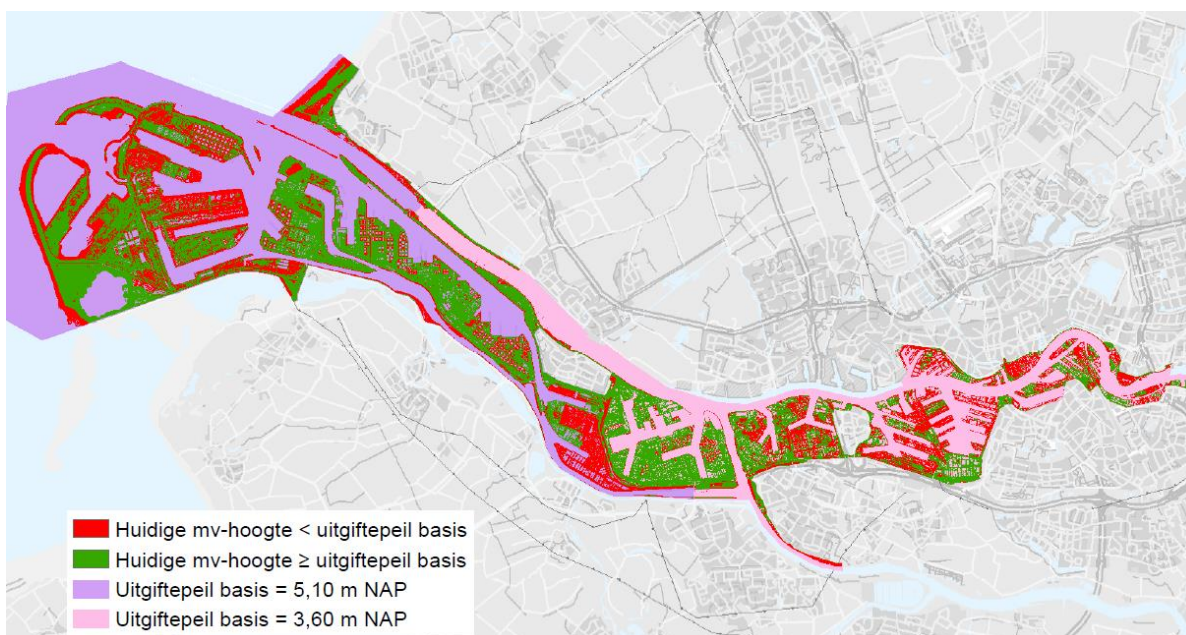 Huidige mv-hoogte < uitgiftepeil basis
Huidige mv-hoogte ≥ uitgiftepeil basis
Uitgiftepeil basis = 5,10 m NAP
Uitgiftepeil basis = 3,60 m NAP